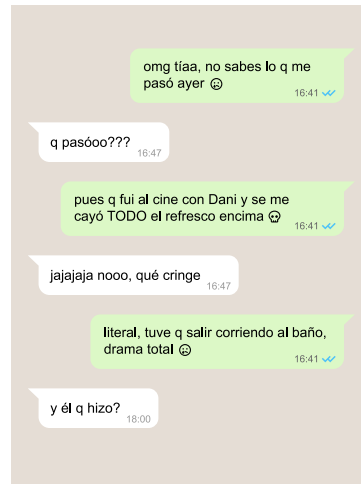 omg tíaa, no sabes lo q me
pasó ayer ☹
16:41
q pasóoo???
16:47
pues q fui al cine con Dani y se me
cayó TODO el refresco encima 💀
16:41
jajajaja nooo, qué cringe
16:47
literal, tuve q salir corriendo al baño,
drama total ☹
16:41
y él q hizo?
18:00